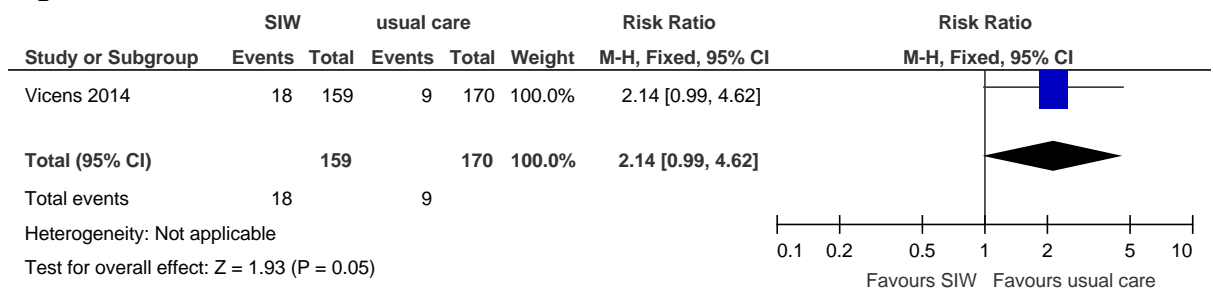 SIW usual care Risk Ratio Risk Ratio
Study or Subgroup Events Total Events Total Weight M-H, Fixed, 95% CI M-H, Fixed, 95% CI
Vicens 2014 18 159 9 170 100.0% 2.14 [0.99, 4.62]
Total (95% CI) 159 170 100.0% 2.14 [0.99, 4.62]
Total events 18 9
Heterogeneity: Not applicable
Test for overall effect: Z = 1.93 (P = 0.05)
0.1 0.2 0.5 1 2 5 10
Favours SIW Favours usual care